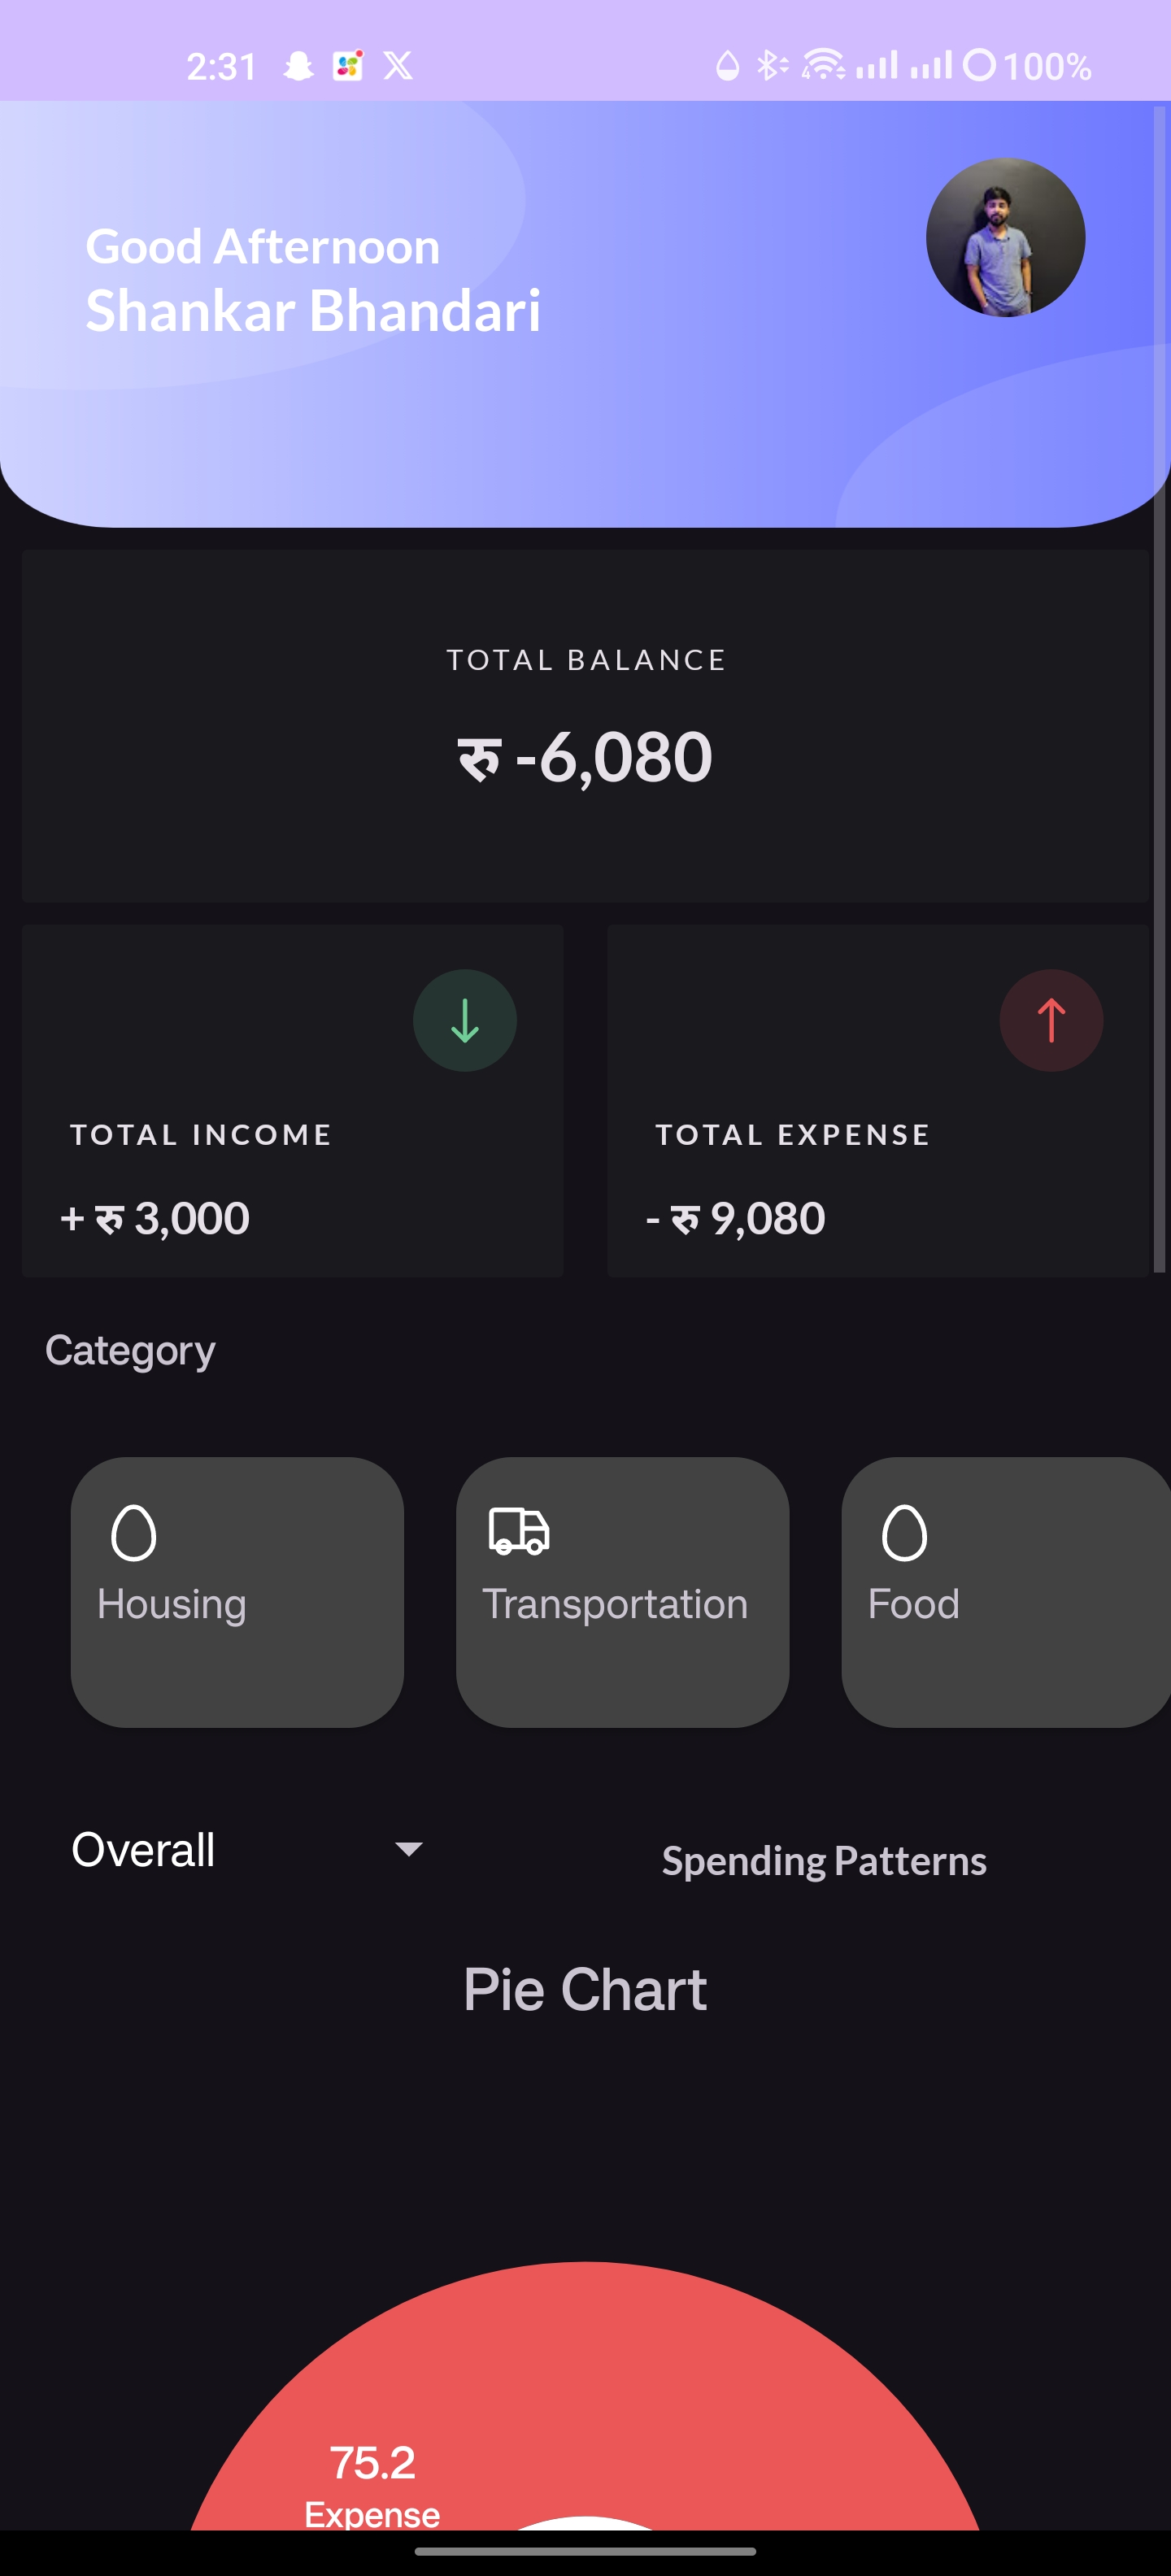 2:31
4
100%
Good Afternoon
Shankar Bhandari
TOTAL BALANCE
रु -6,080
TOTAL INCOME
+ रु 3,000
TOTAL EXPENSE
- रु 9,080
Category
Housing
Transportation
Food
Overall
Spending Patterns
Pie Chart
75.2
Expense